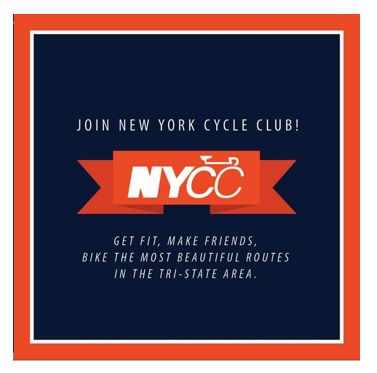 JOIN NEW YORK CYCLE CLUB!
NYCC
GET FIT, MAKE FRIENDS,
BIKE THE MOST BEAUTIFUL ROUTES
IN THE TRI-STATE AREA.